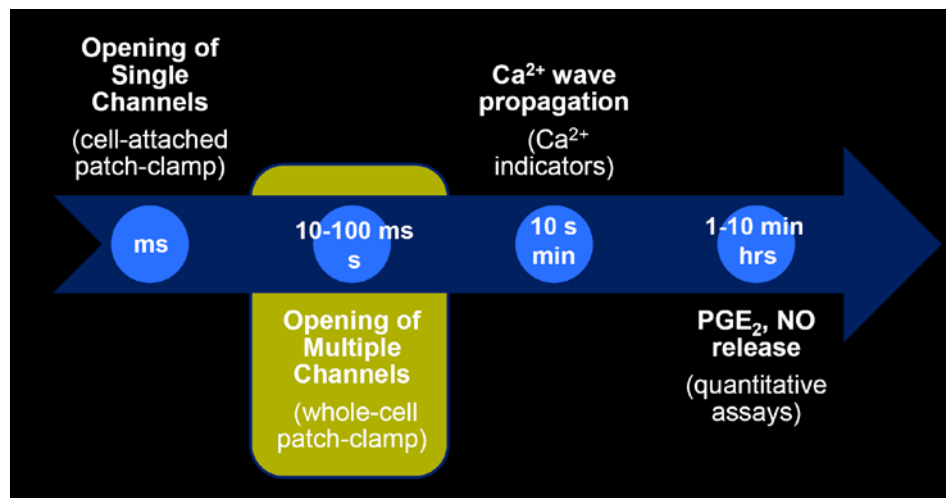 Opening of
Single
Channels
(cell-attached
patch-clamp)
ms
10-100 ms
s
Opening of
Multiple
Channels
(whole-cell
patch-clamp)
Ca²⁺ wave
propagation
(Ca²⁺
indicators)
10 s
min
1-10 min
hrs
PGE₂, NO
release
(quantitative
assays)